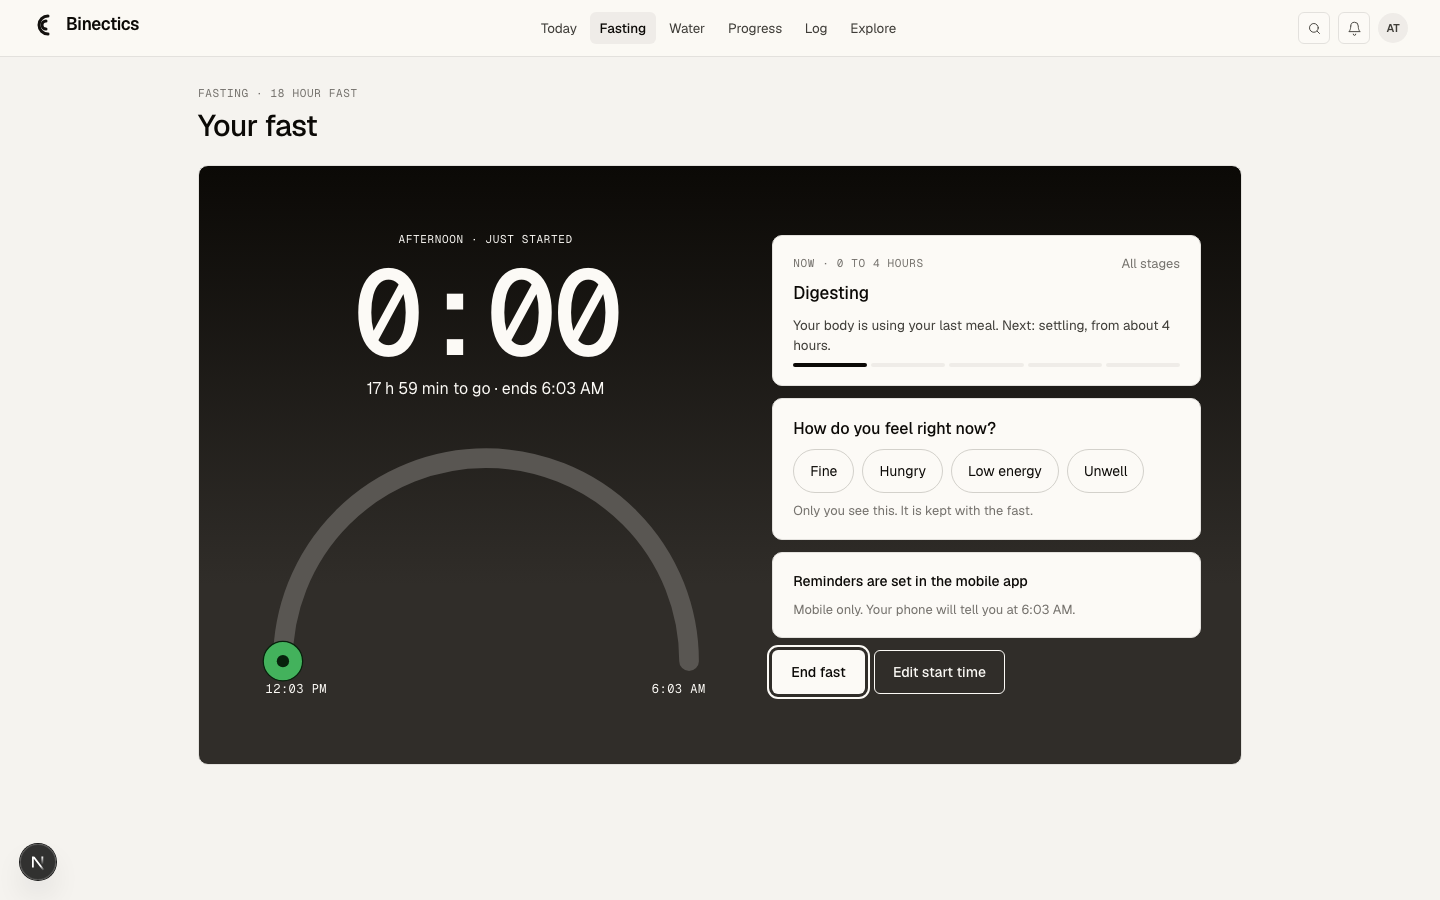 Binectics
Today
Fasting
Water
Progress
Log
Explore
AT
FASTING · 18 HOUR FAST
Your fast
AFTERNOON · JUST STARTED
0:00
17 h 59 min to go · ends 6:03 AM
12:03 PM
6:03 AM
NOW · 0 TO 4 HOURS
All stages
Digesting
Your body is using your last meal. Next: settling, from about 4
hours.
How do you feel right now?
Fine
Hungry
Low energy
Unwell
Only you see this. It is kept with the fast.
Reminders are set in the mobile app
Mobile only. Your phone will tell you at 6:03 AM.
End fast
Edit start time
N